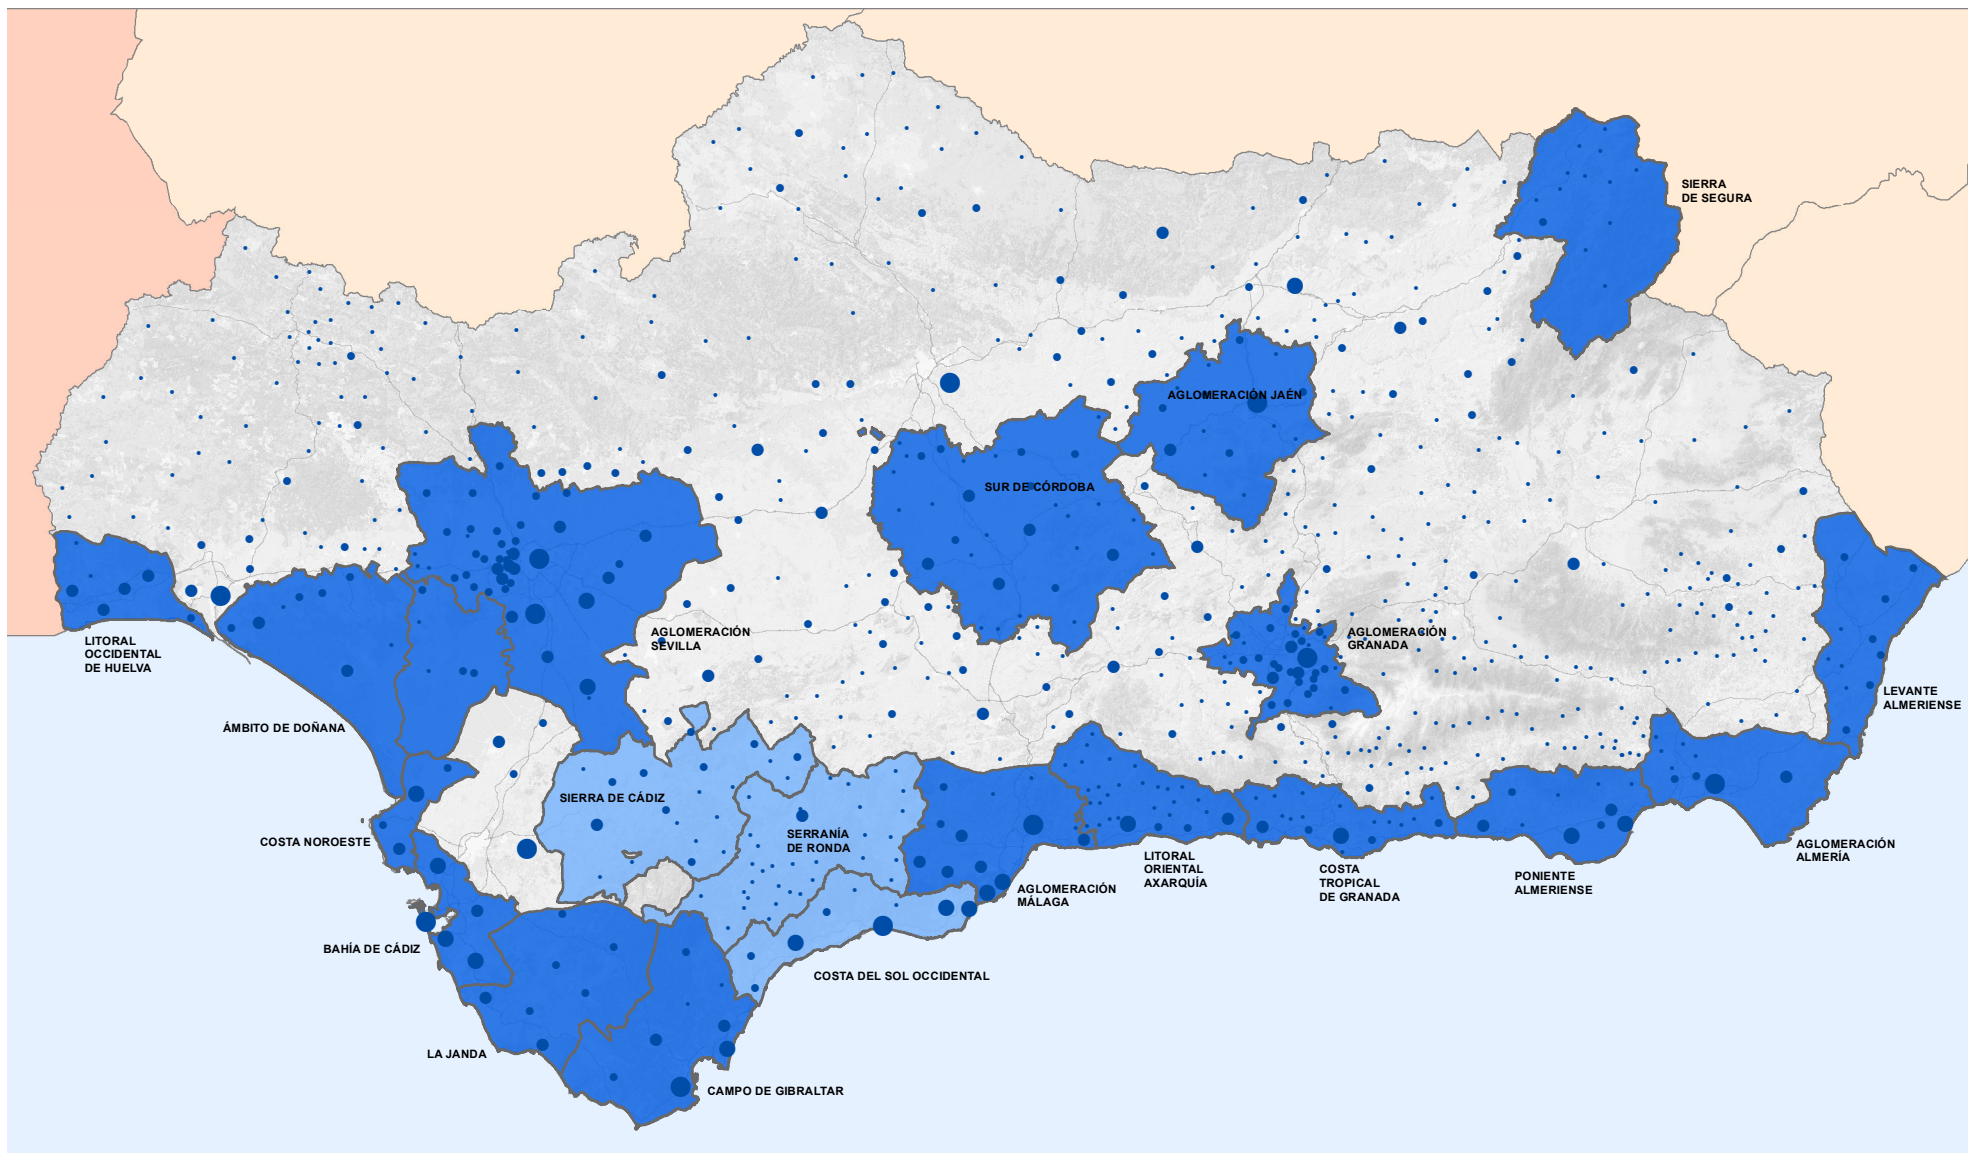 SIERRA
DE SEGURA
AGLOMERACIÓN JAÉN
SUR DE CÓRDOBA
LITORAL
OCCIDENTAL
DE HUELVA
AGLOMERACIÓN
SEVILLA
AGLOMERACIÓN
GRANADA
LEVANTE
ALMERIENSE
ÁMBITO DE DOÑANA
SIERRA DE CÁDIZ
SERRANÍA
DE RONDA
COSTA NOROESTE
LITORAL
ORIENTAL
AXARQUÍA
COSTA
TROPICAL
DE GRANADA
PONIENTE
ALMERIENSE
AGLOMERACIÓN
ALMERÍA
AGLOMERACIÓN
MÁLAGA
BAHÍA DE CÁDIZ
COSTA DEL SOL OCCIDENTAL
LA JANDA
CAMPO DE GIBRALTAR